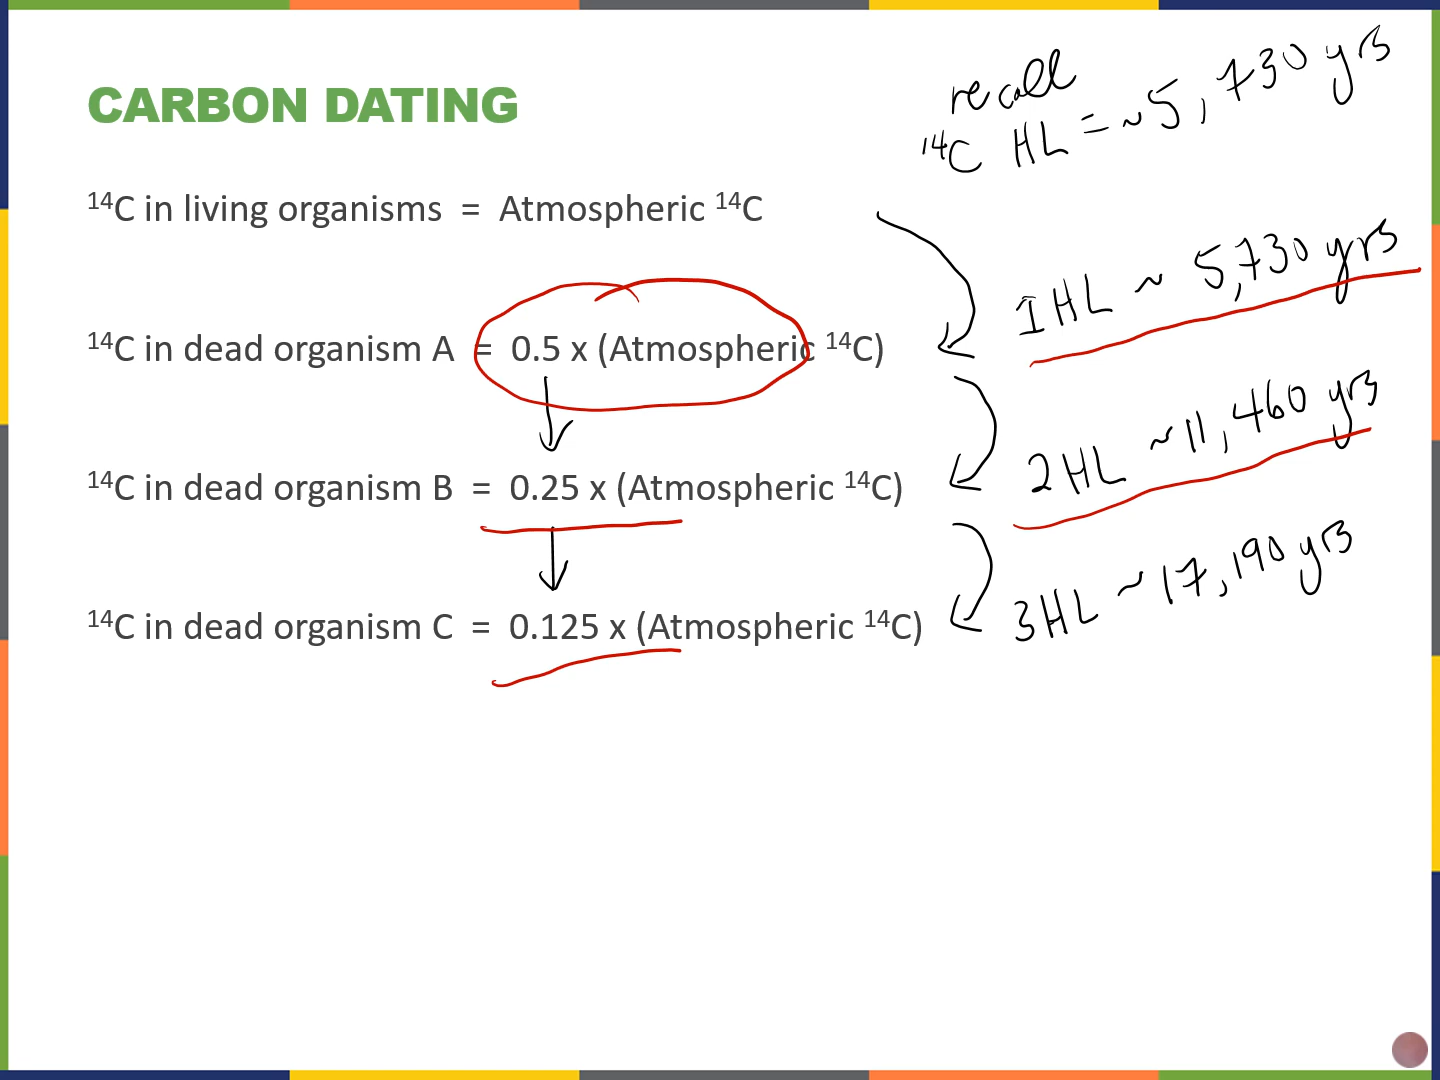 CARBON DATING
recall
¹⁴C HL = ~5,730 yrs
¹⁴C in living organisms = Atmospheric ¹⁴C
1HL ~ 5,730 yrs
¹⁴C in dead organism A = 0.5 x (Atmospheric ¹⁴C)
2HL ~11,460 yrs
¹⁴C in dead organism B = 0.25 x (Atmospheric ¹⁴C)
3HL ~17,190 yrs
¹⁴C in dead organism C = 0.125 x (Atmospheric ¹⁴C)